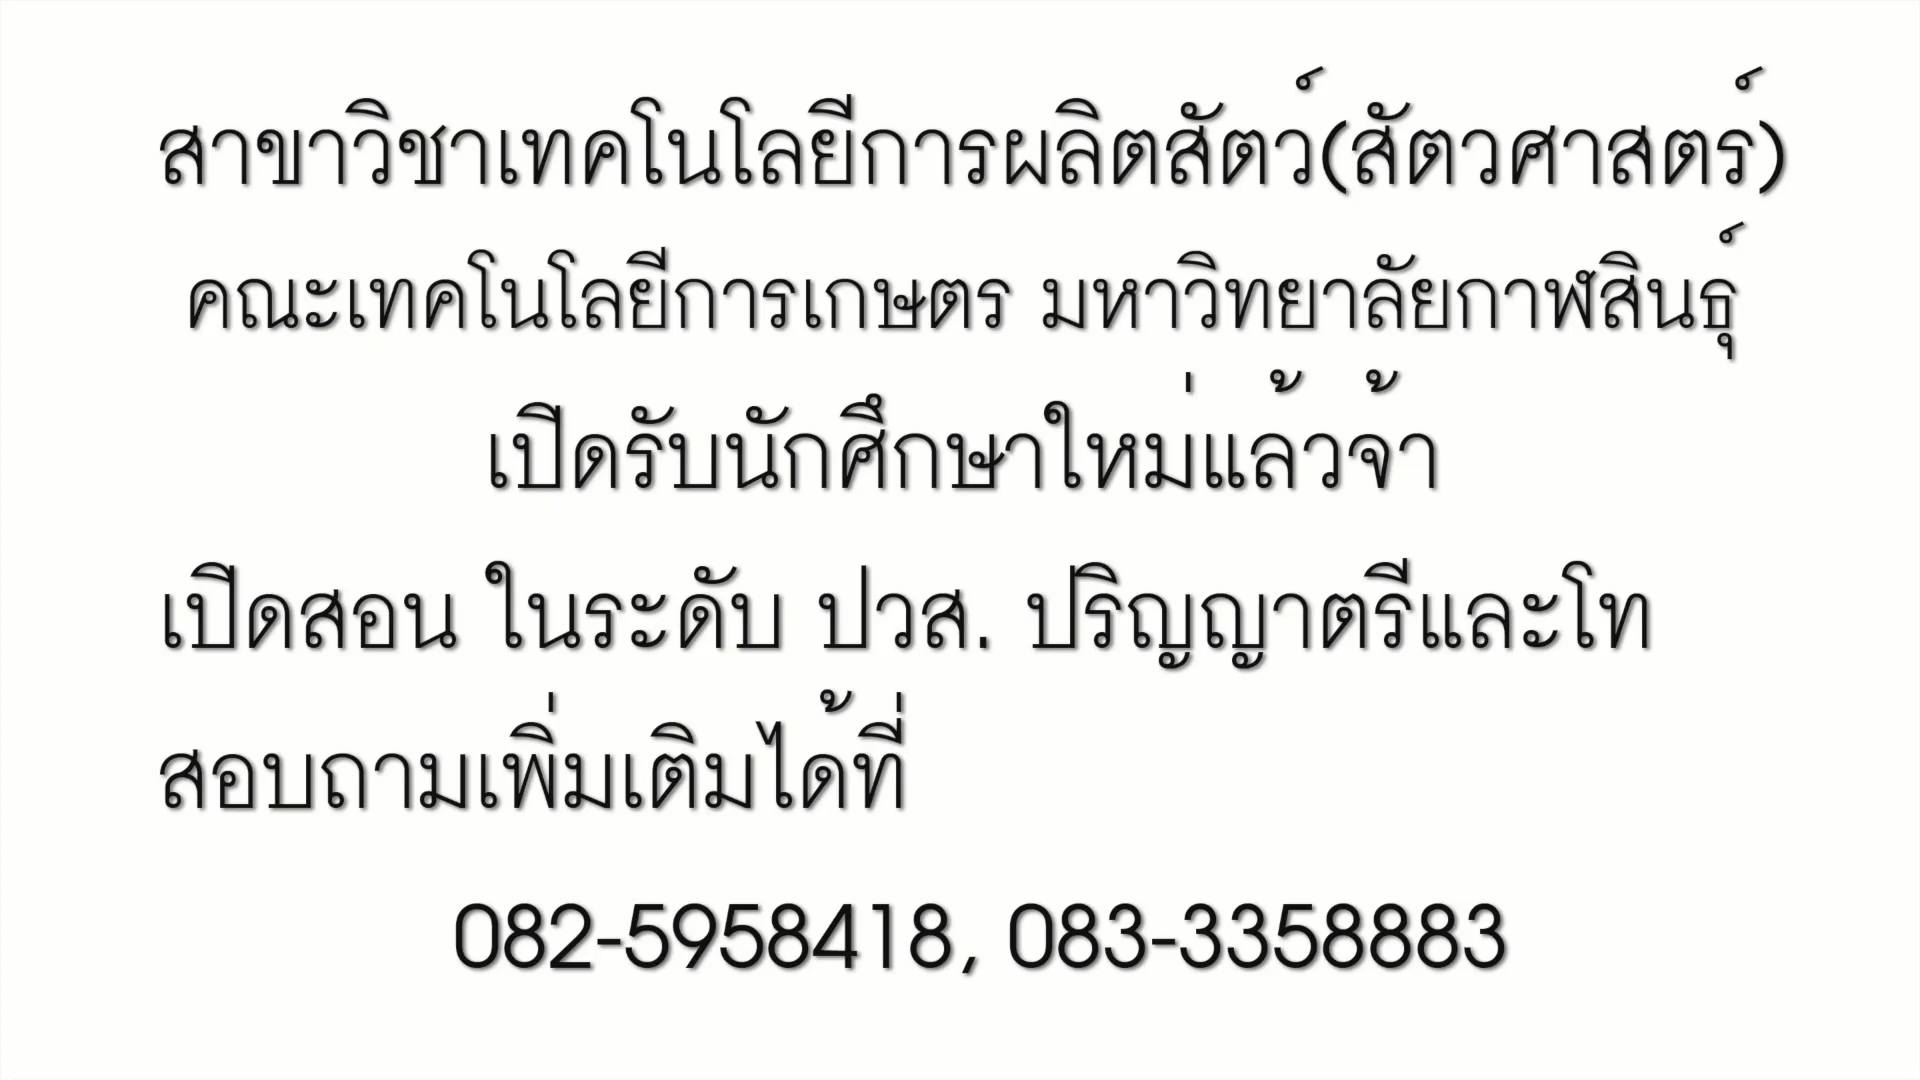 สาขาวิชาเทคโนโลยีการผลิตสัตว์(สัตวศาสตร์)
คณะเทคโนโลยีการเกษตร มหาวิทยาลัยกาฬสินธุ์
เปิดรับนักศึกษาใหม่แล้วจ้า
เปิดสอน ในระดับ ปวส. ปริญญาตรีและโท
สอบถามเพิ่มเติมได้ที่
082-5958418, 083-3358883